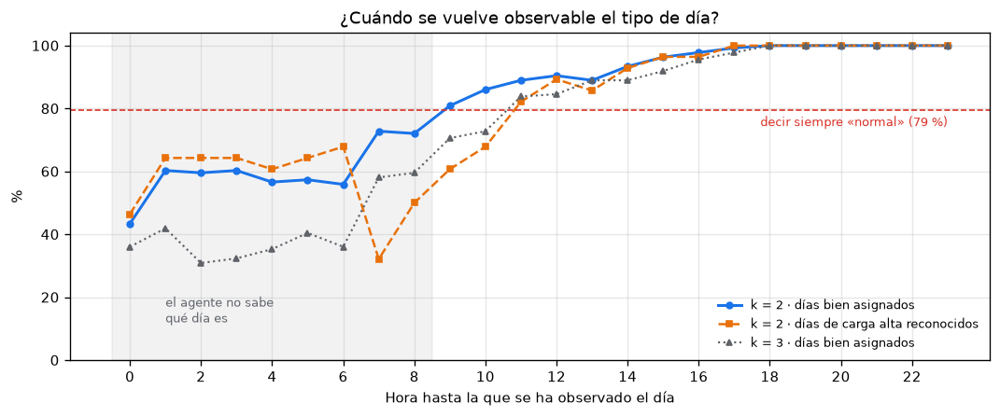 ¿Cuándo se vuelve observable el tipo de día?
100
80
60
40
20
0
%
decir siempre «normal» (79 %)
el agente no sabe
qué día es
k = 2 · días bien asignados
k = 2 · días de carga alta reconocidos
k = 3 · días bien asignados
0 2 4 6 8 10 12 14 16 18 20 22
Hora hasta la que se ha observado el día